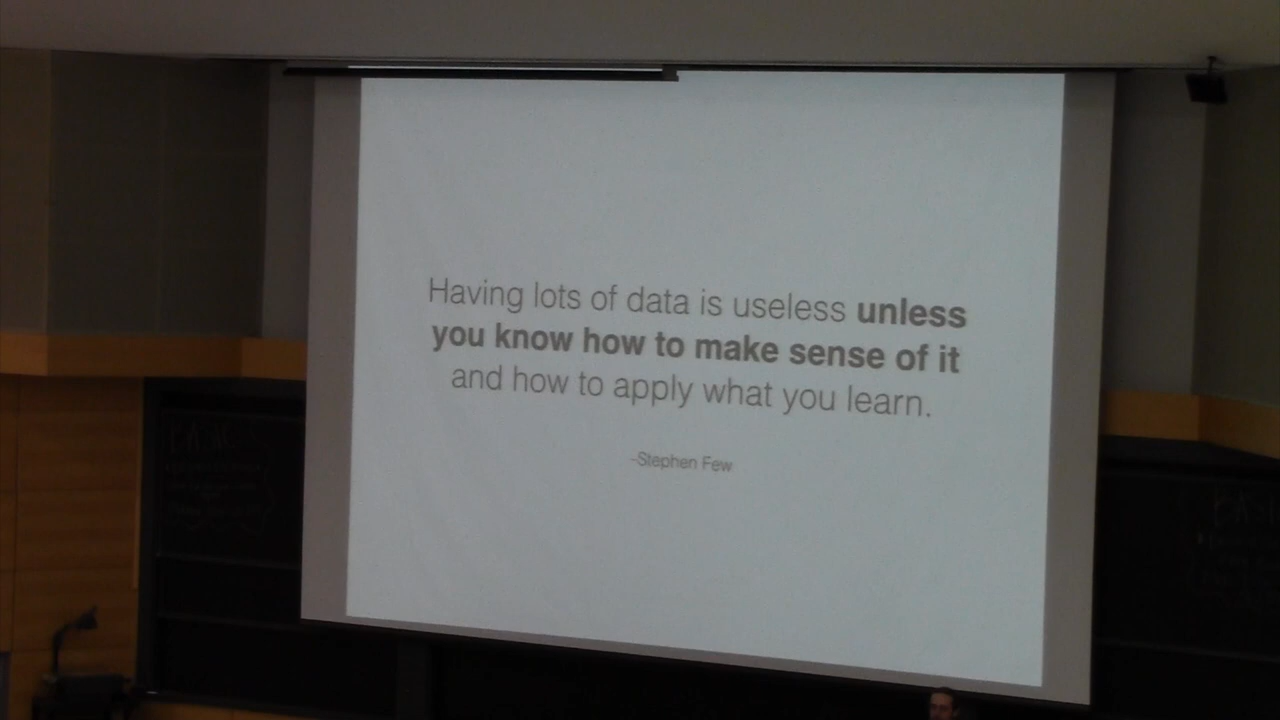 Having lots of data is useless unless
you know how to make sense of it
and how to apply what you learn.
-Stephen Few